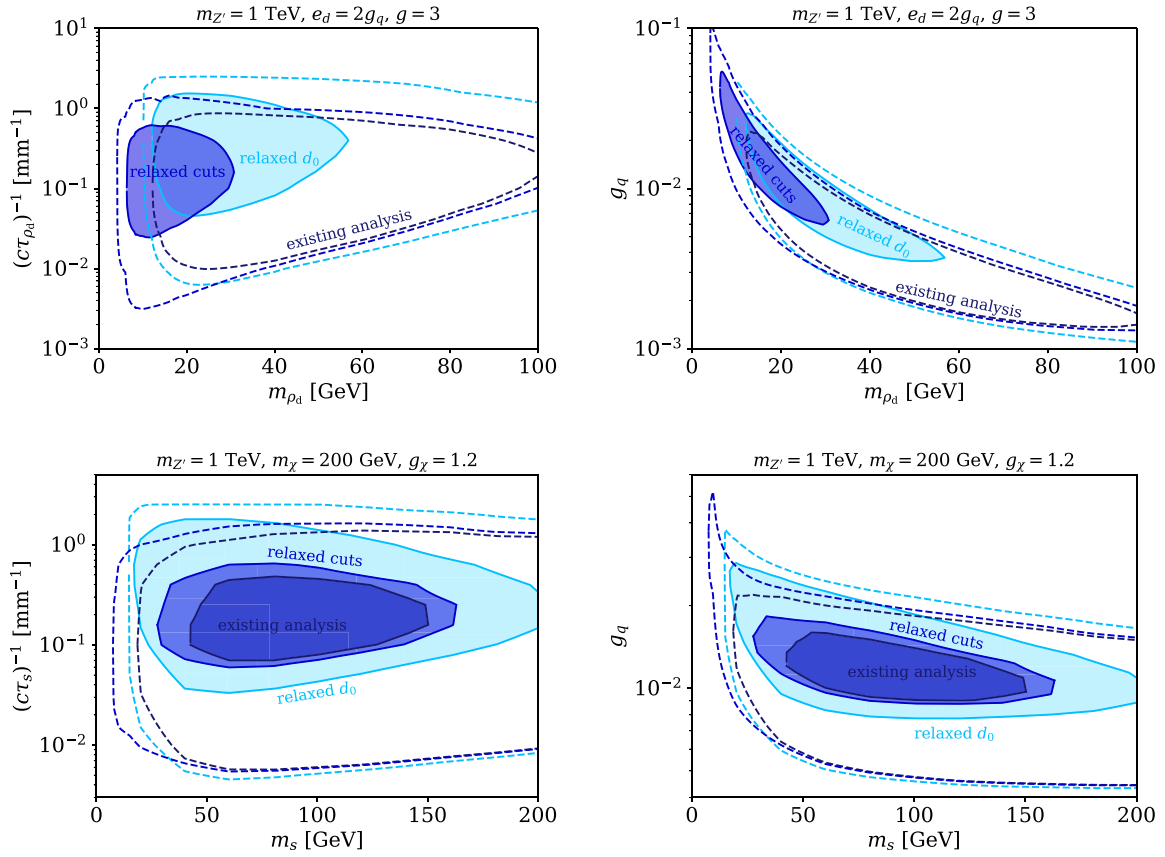 m_{Z'} = 1 TeV, e_d = 2g_q, g = 3
10^1
10^0
10^{-1}
10^{-2}
10^{-3}
(cτ_{ρ_d})^{-1} [mm^{-1}]
relaxed cuts
relaxed d_0
existing analysis
0 20 40 60 80 100
m_{ρ_d} [GeV]
m_{Z'} = 1 TeV, e_d = 2g_q, g = 3
10^{-1}
10^{-2}
10^{-3}
g_q
relaxed cuts
relaxed d_0
existing analysis
0 20 40 60 80 100
m_{ρ_d} [GeV]
m_{Z'} = 1 TeV, m_χ = 200 GeV, g_χ = 1.2
10^0
10^{-1}
10^{-2}
(cτ_s)^{-1} [mm^{-1}]
relaxed cuts
existing analysis
relaxed d_0
0 50 100 150 200
m_s [GeV]
m_{Z'} = 1 TeV, m_χ = 200 GeV, g_χ = 1.2
10^{-2}
g_q
relaxed cuts
existing analysis
relaxed d_0
0 50 100 150 200
m_s [GeV]